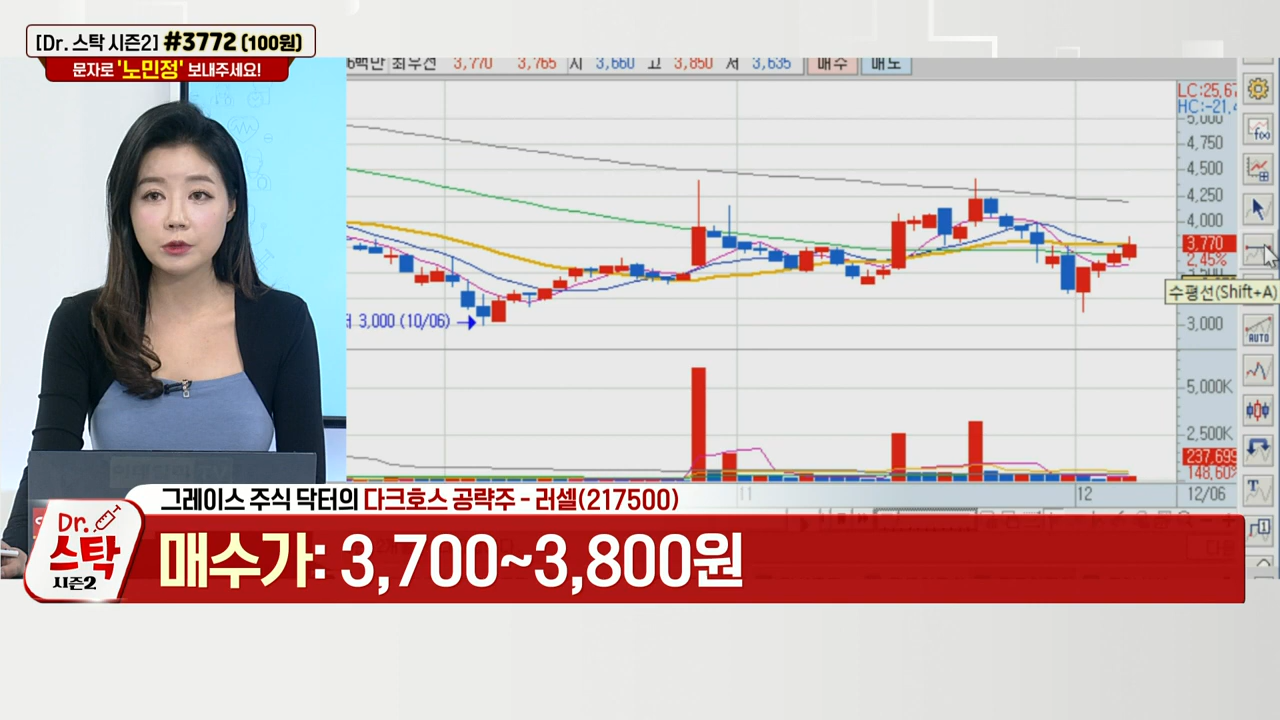 [Dr. 스탁 시즌2] #3772 (100원)
문자로 '노민정' 보내주세요!
최우선 3,770 3,765 시 3,660 고 3,850 저 3,635 매수 매도
LC:25,67
HC:-21,4
5,000
4,750
4,500
4,250
4,000
3,770
2,45%
3,500
수평선(Shift+A)
3,000 (10/06)
3,000
AUTO
5,000K
2,500K
237,699
148,60%
11
12
12/06
그레이스 주식 닥터의 다크호스 공략주 - 러셀(217500)
Dr.
스탁
시즌2
매수가: 3,700~3,800원